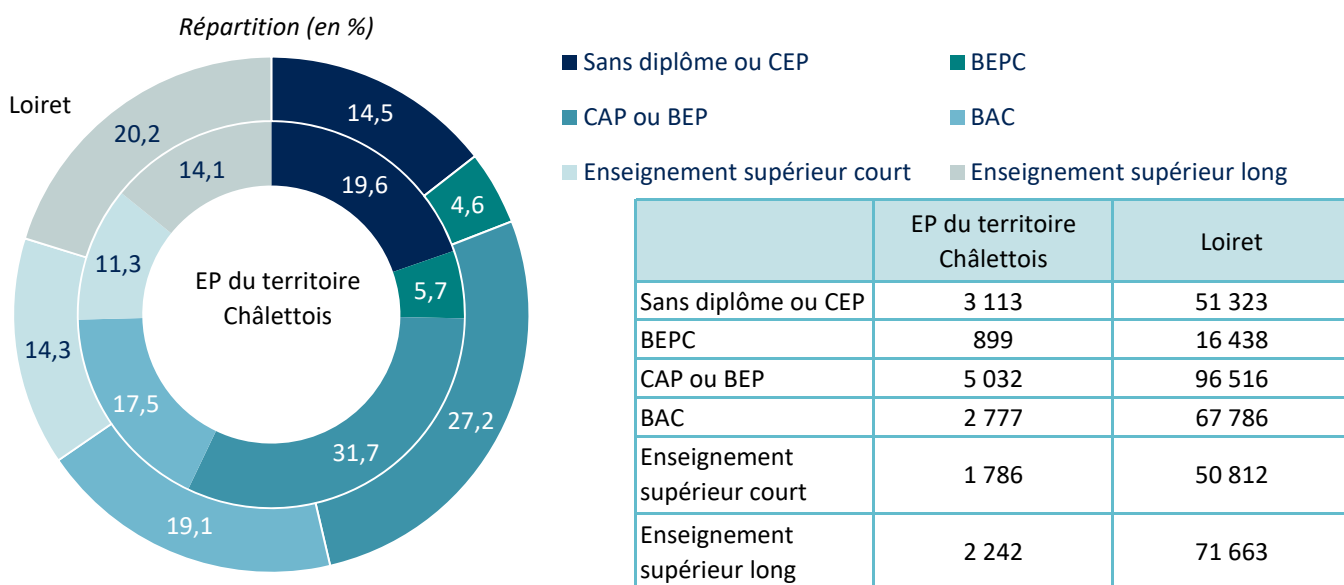 Répartition (en %)
Loiret
14,5
4,6
27,2
19,1
14,3
20,2
19,6
5,7
31,7
17,5
11,3
14,1
EP du territoire
Châlettois
Sans diplôme ou CEP
BEPC
CAP ou BEP
BAC
Enseignement supérieur court
Enseignement supérieur long
EP du territoire
Châlettois
Loiret
Sans diplôme ou CEP 3 113 51 323
BEPC 899 16 438
CAP ou BEP 5 032 96 516
BAC 2 777 67 786
Enseignement
supérieur court
1 786 50 812
Enseignement
supérieur long
2 242 71 663